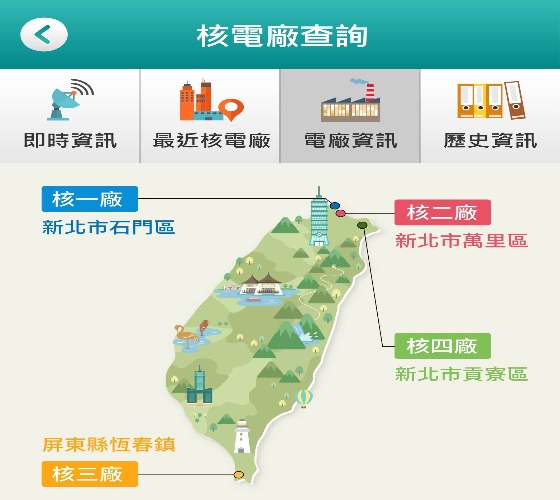 核電廠查詢
即時資訊
最近核電廠
電廠資訊
歷史資訊
核一廠
新北市石門區
核二廠
新北市萬里區
核四廠
新北市貢寮區
屏東縣恆春鎮
核三廠